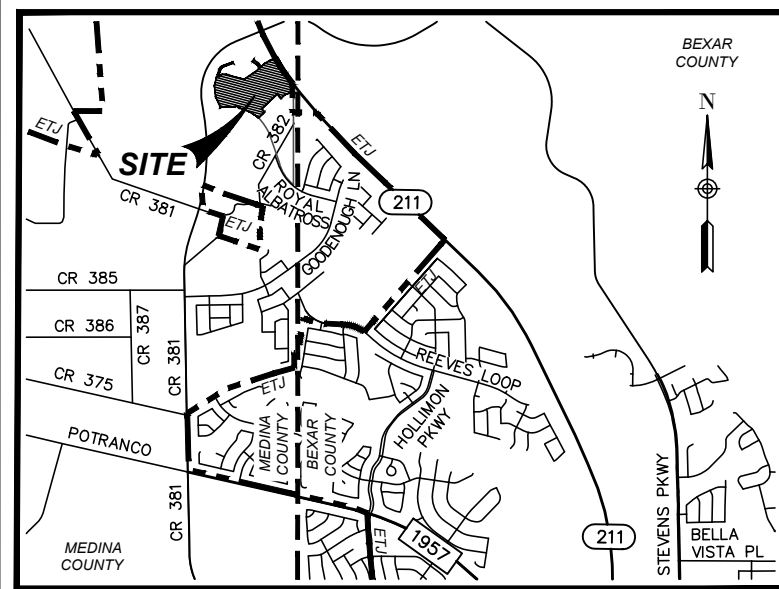 BEXAR
COUNTY
N
ETJ
SITE
CR 382
ETJ
211
CR 381
ROYAL
ALBATROSS
GOODENOUGH LN
ETJ
ETJ
CR 385
CR 386
CR 387
CR 381
CR 375
REEVES LOOP
ETJ
POTRANCO
MEDINA
COUNTY
BEXAR
COUNTY
HOLLIMON
PKWY
CR 381
MEDINA
COUNTY
ETJ
1957
211
STEVENS PKWY
BELLA
VISTA PL